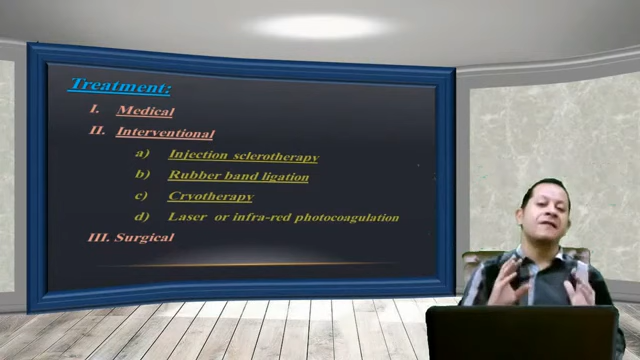 Treatment:
I. Medical
II. Interventional
a) Injection sclerotherapy
b) Rubber band ligation
c) Cryotherapy
d) Laser or infra-red photocoagulation
III. Surgical